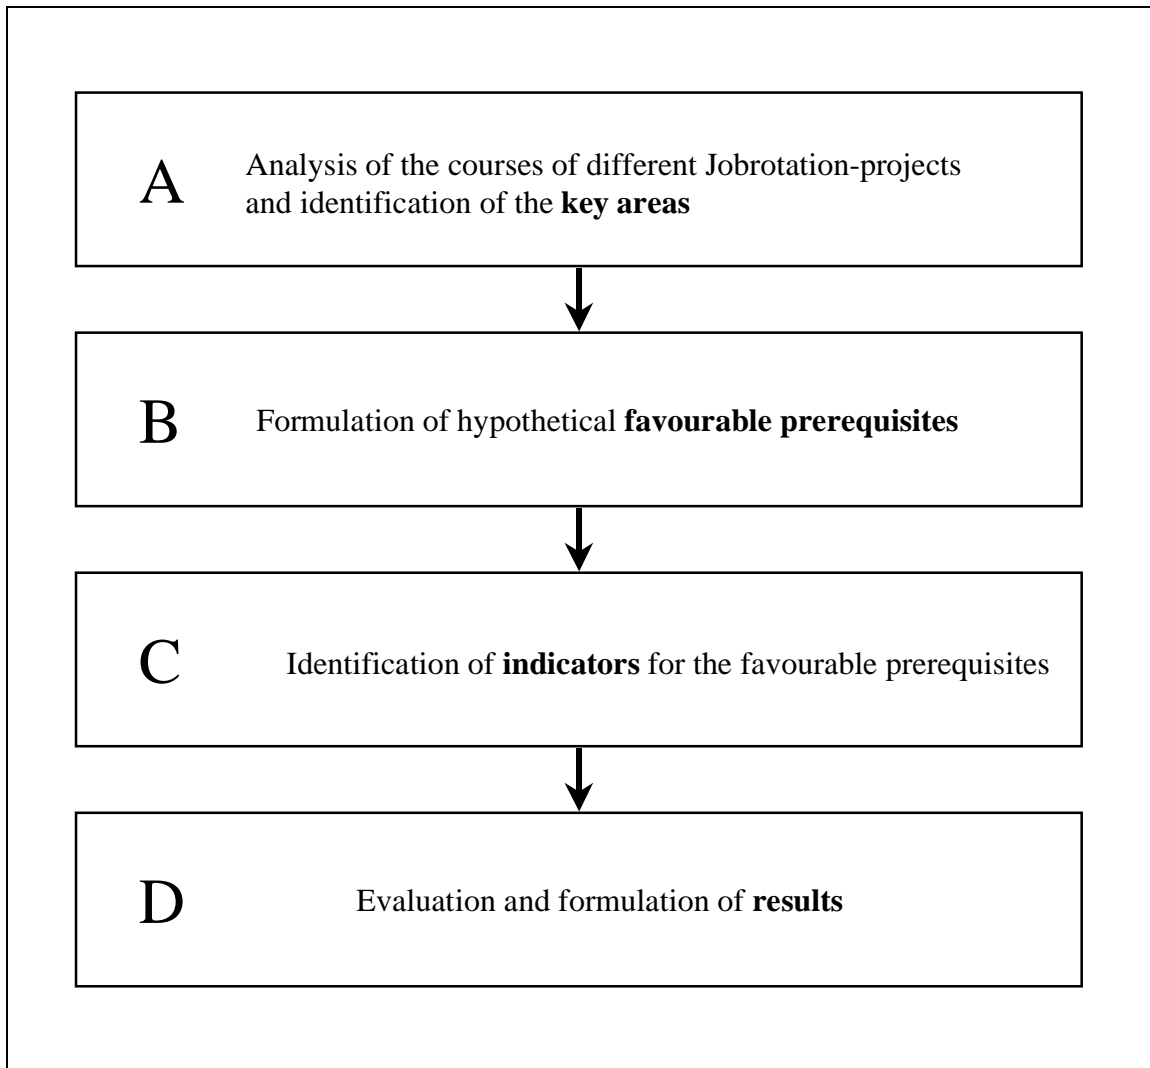 A
Analysis of the courses of different Jobrotation-projects
and identification of the key areas
B
Formulation of hypothetical favourable prerequisites
C
Identification of indicators for the favourable prerequisites
D
Evaluation and formulation of results